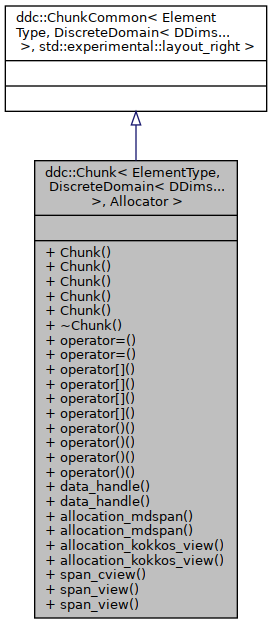 ddc::ChunkCommon< Element
Type, DiscreteDomain< DDims...
>, std::experimental::layout_right >
ddc::Chunk< ElementType,
DiscreteDomain< DDims...
>, Allocator >
+ Chunk()
+ Chunk()
+ Chunk()
+ Chunk()
+ Chunk()
+ ~Chunk()
+ operator=()
+ operator=()
+ operator[]()
+ operator[]()
+ operator[]()
+ operator[]()
+ operator()()
+ operator()()
+ operator()()
+ operator()()
+ data_handle()
+ data_handle()
+ allocation_mdspan()
+ allocation_mdspan()
+ allocation_kokkos_view()
+ allocation_kokkos_view()
+ span_cview()
+ span_view()
+ span_view()